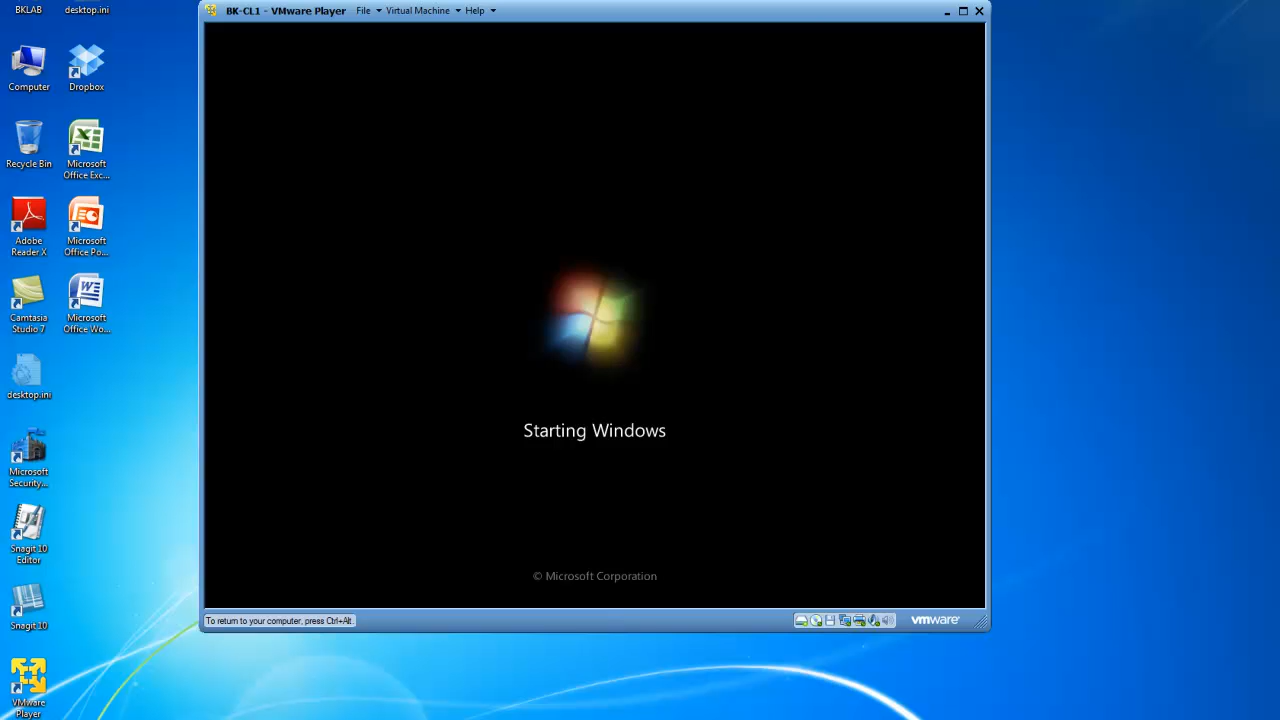 BKLAB
desktop.ini
Computer
Dropbox
Recycle Bin
Microsoft
Office Exc...
Adobe
Reader X
Microsoft
Office Po...
Camtasia
Studio 7
Microsoft
Office Wo...
desktop.ini
Microsoft
Security...
Snagit 10
Editor
Snagit 10
VMware
Player
BK-CL1 - VMware Player File Virtual Machine Help
Starting Windows
© Microsoft Corporation
To return to your computer, press Ctrl+Alt.
vmware